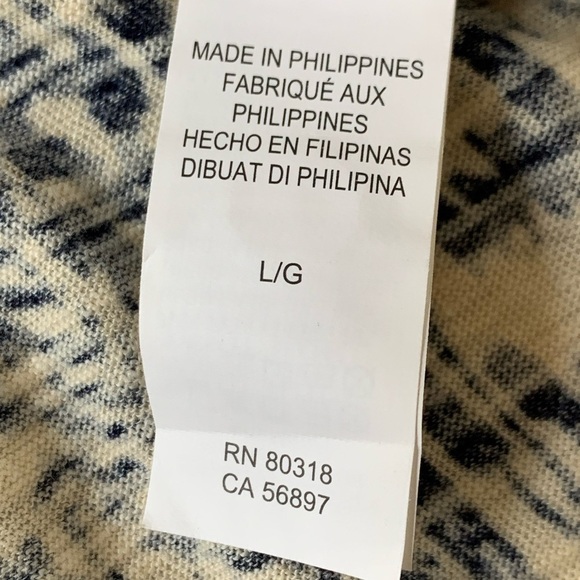 MADE IN PHILIPPINES
FABRIQUÉ AUX
PHILIPPINES
HECHO EN FILIPINAS
DIBUAT DI PHILIPINA
L/G
RN 80318
CA 56897